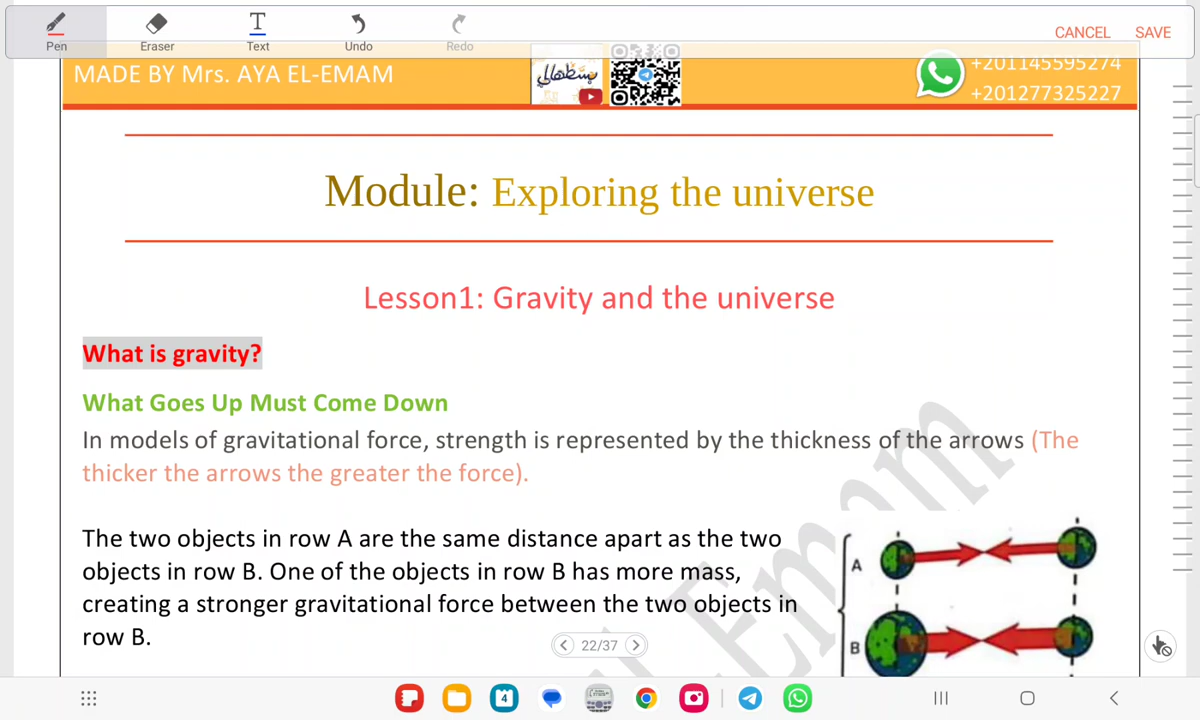 Pen
Eraser
Text
Undo
Redo
CANCEL
SAVE
MADE BY Mrs. AYA EL-EMAM
+201145595274
+201277325227
Module: Exploring the universe
Lesson1: Gravity and the universe
What is gravity?
What Goes Up Must Come Down
In models of gravitational force, strength is represented by the thickness of the arrows (The
thicker the arrows the greater the force).
The two objects in row A are the same distance apart as the two
objects in row B. One of the objects in row B has more mass,
creating a stronger gravitational force between the two objects in
row B.
A
B
22/37
4